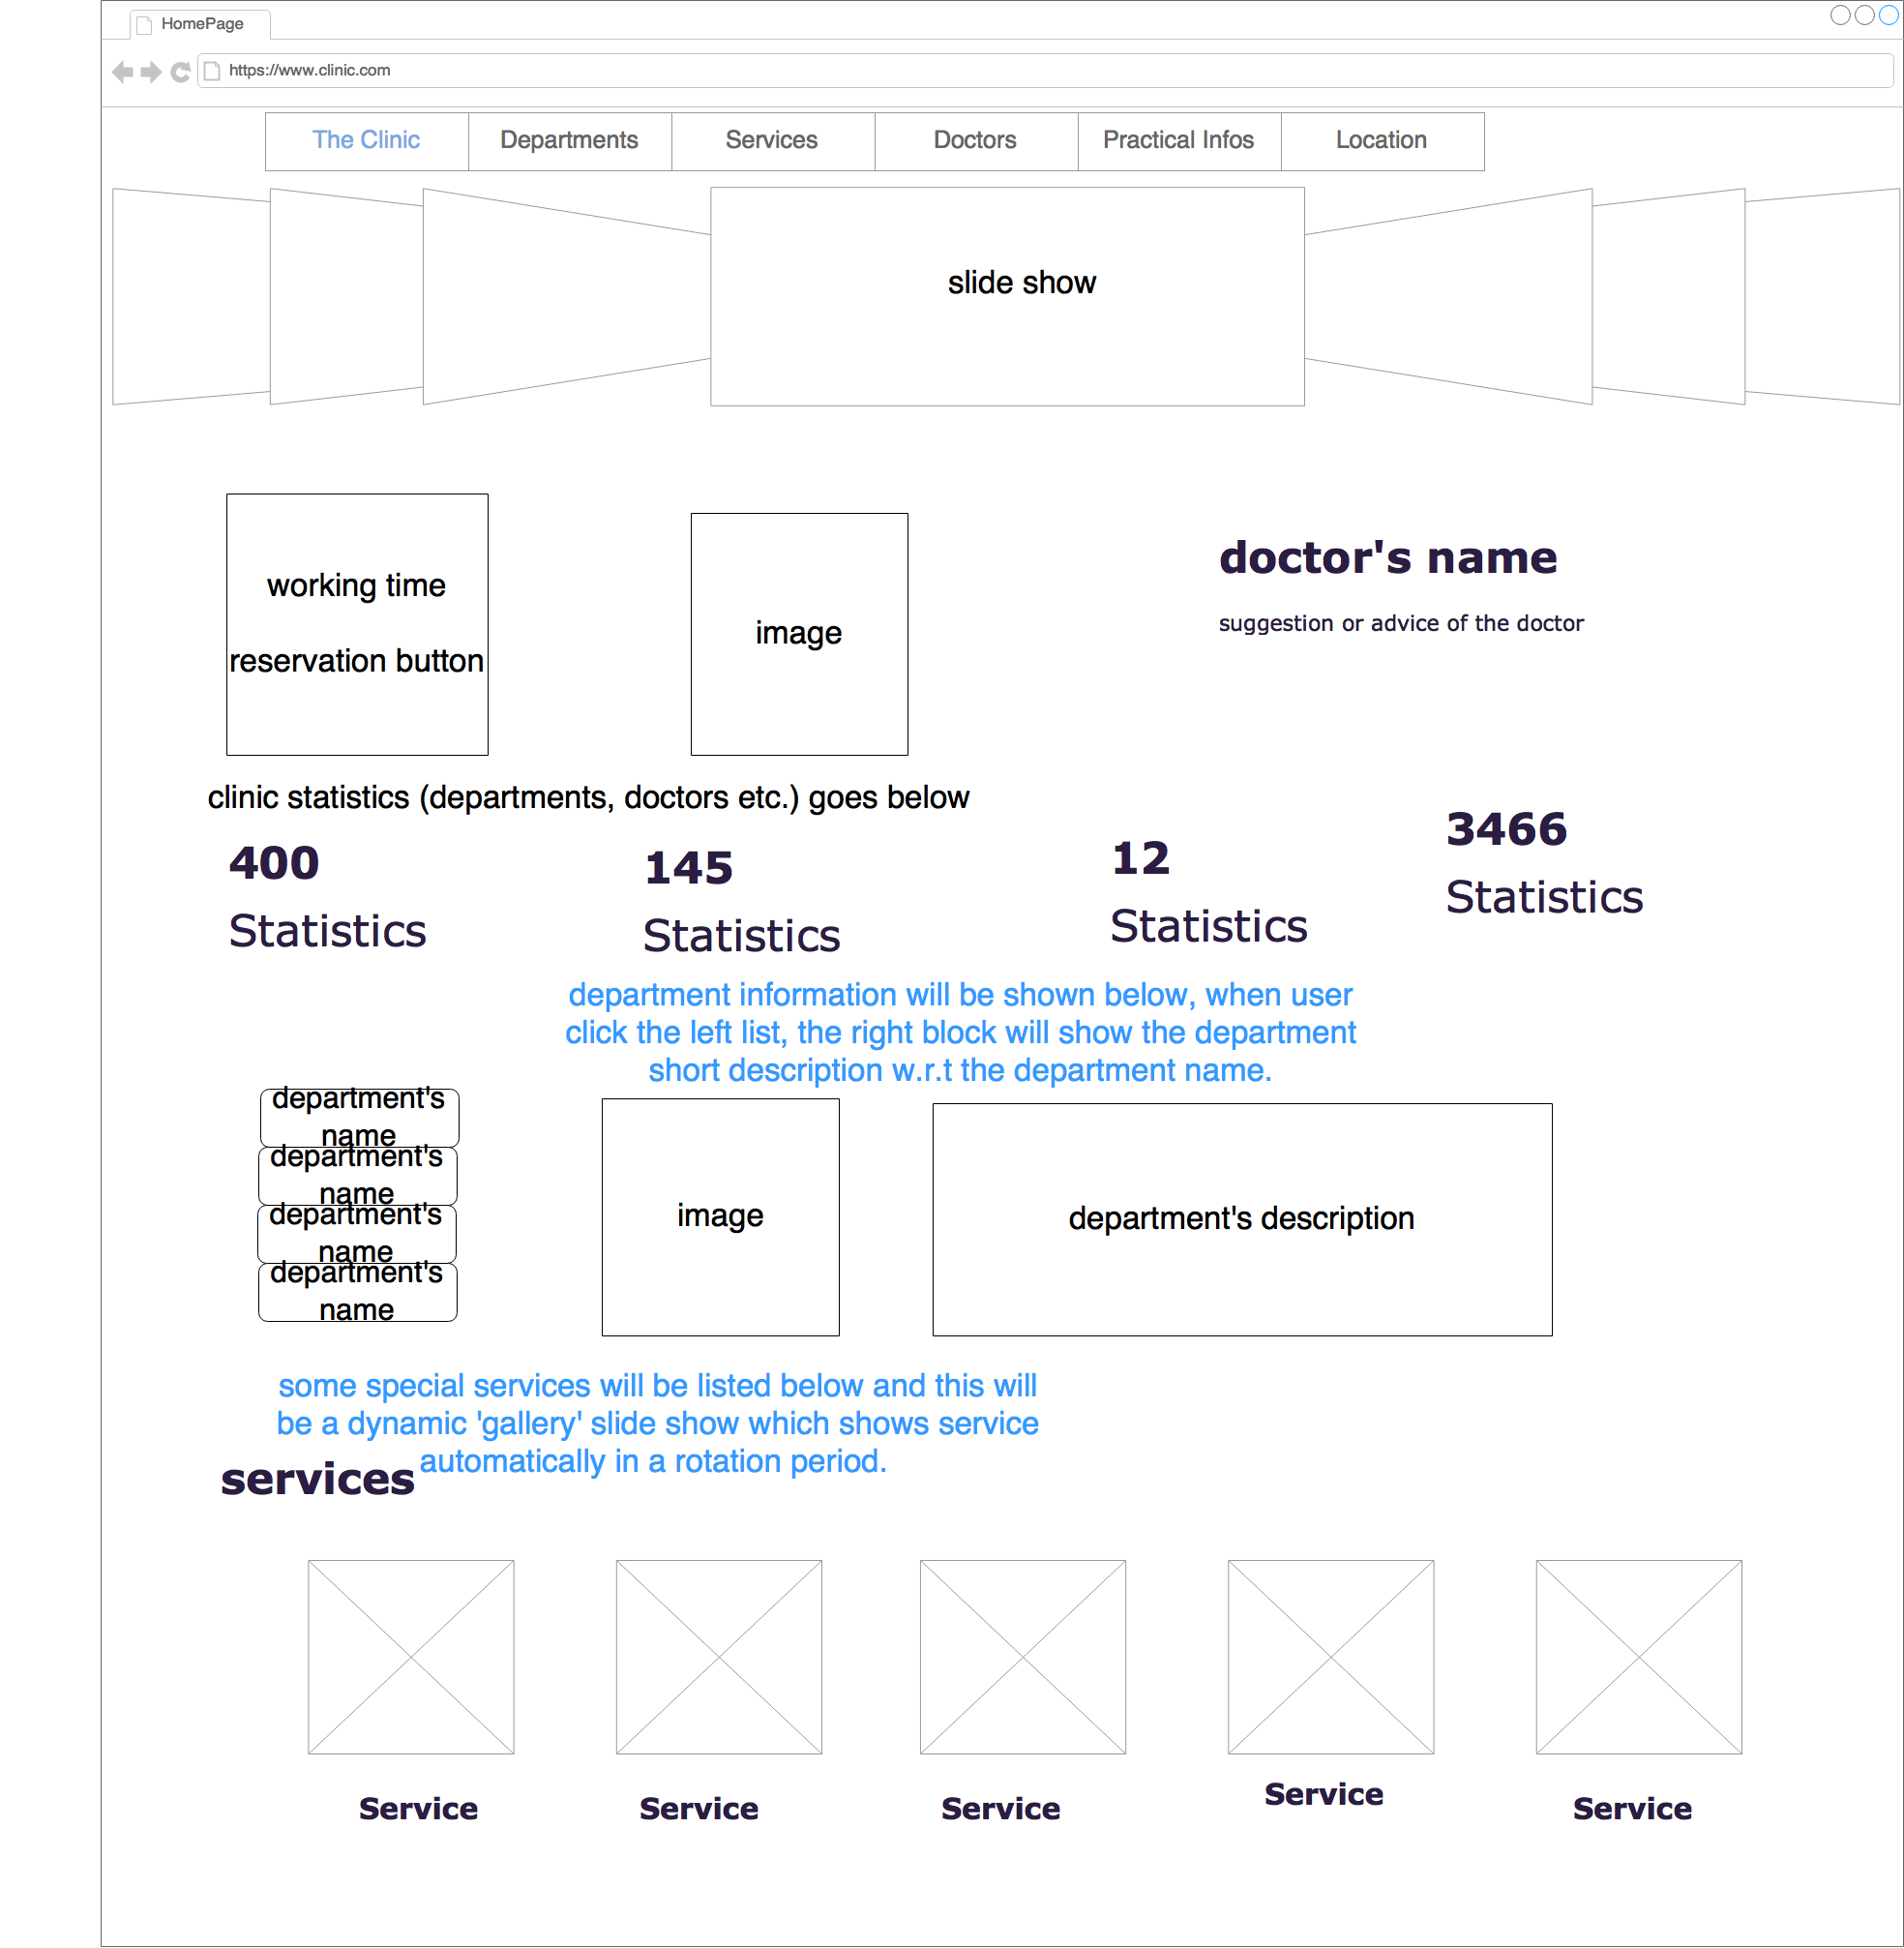 HomePage
https://www.clinic.com
The Clinic
Departments
Services
Doctors
Practical Infos
Location
slide show
working time
reservation button
image
doctor's name
suggestion or advice of the doctor
clinic statistics (departments, doctors etc.) goes below
400
Statistics
145
Statistics
12
Statistics
3466
Statistics
department information will be shown below, when user
click the left list, the right block will show the department
short description w.r.t the department name.
department's
name
department's
name
department's
name
department's
name
image
department's description
some special services will be listed below and this will
be a dynamic 'gallery' slide show which shows service
automatically in a rotation period.
services
Service
Service
Service
Service
Service